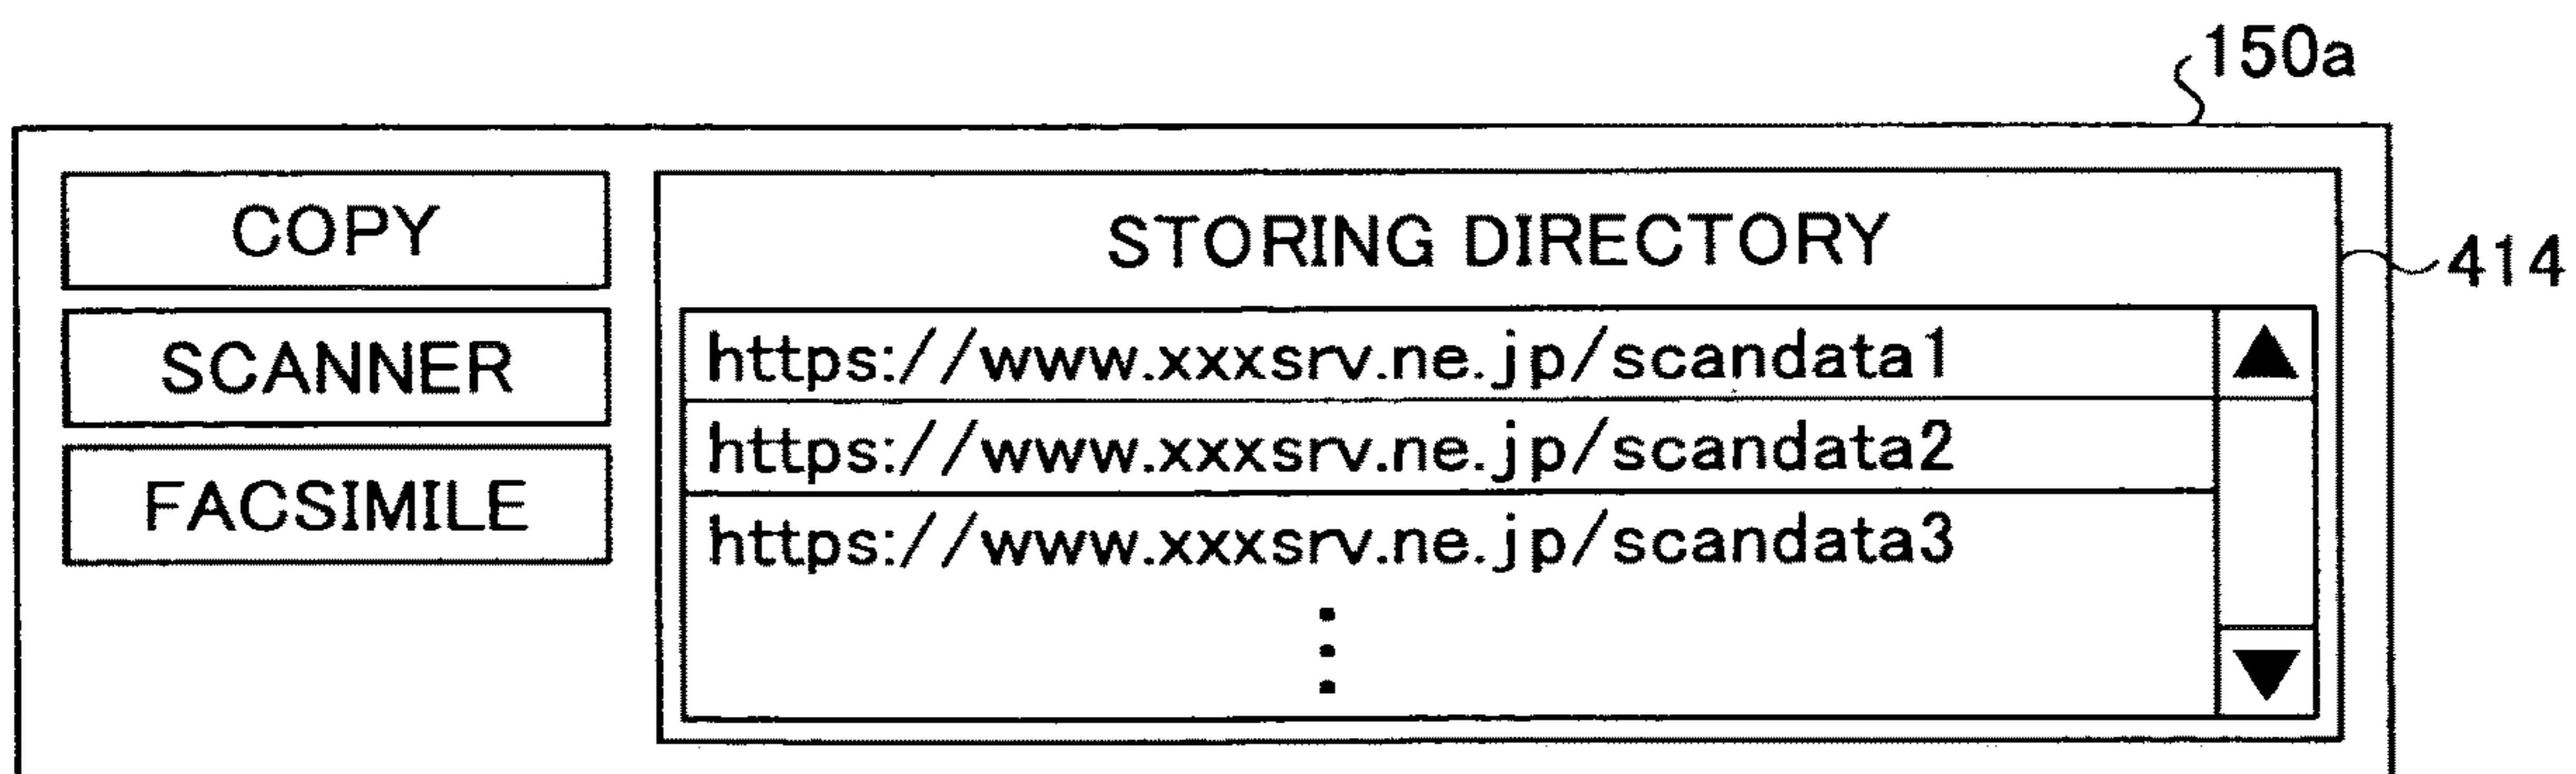 150a
COPY
SCANNER
FACSIMILE
STORING DIRECTORY
414
https://www.xxxsrv.ne.jp/scandata1
https://www.xxxsrv.ne.jp/scandata2
https://www.xxxsrv.ne.jp/scandata3